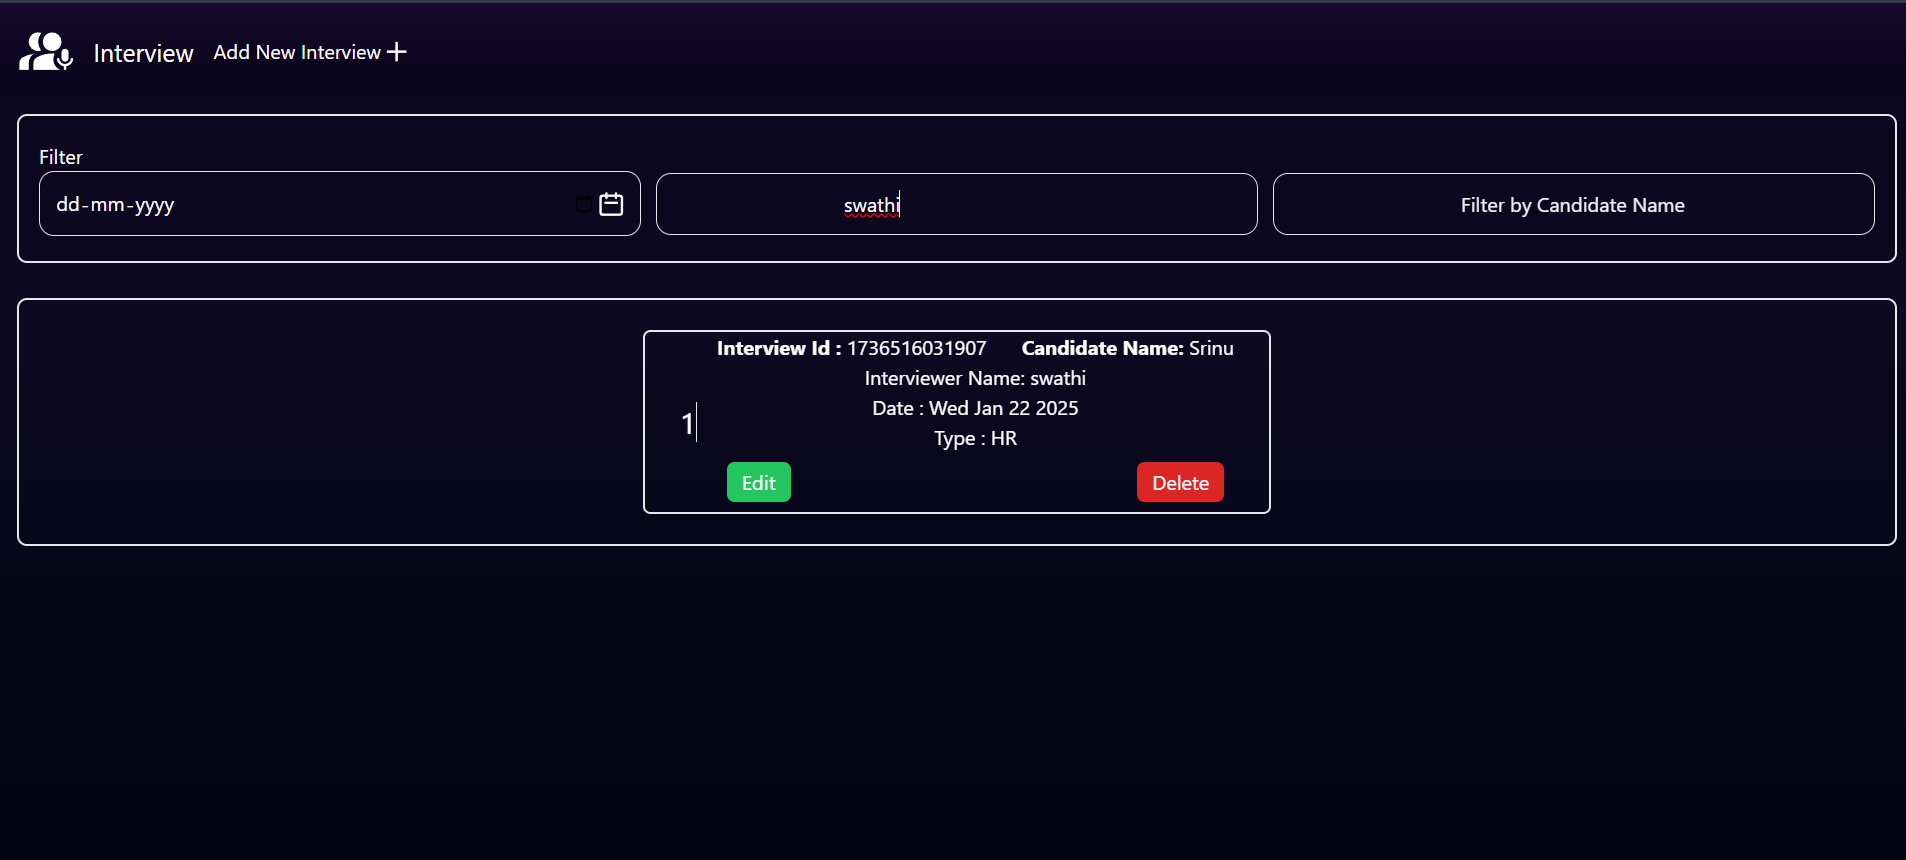 Interview Add New Interview +
Filter
dd-mm-yyyy swathi Filter by Candidate Name
Interview Id : 1736516031907 Candidate Name: Srinu
Interviewer Name: swathi
Date : Wed Jan 22 2025
1
Type : HR
Edit Delete